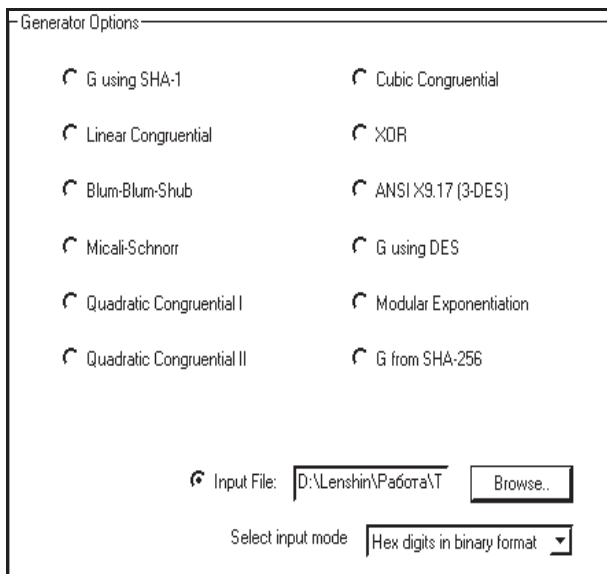 Generator Options
G using SHA-1
Cubic Congruential
Linear Congruential
XOR
Blum-Blum-Shub
ANSI X9.17 (3-DES)
Micali-Schnorr
G using DES
Quadratic Congruential I
Modular Exponentiation
Quadratic Congruential II
G from SHA-256
Input File: D:\Lenshin\Работа\Т Browse..
Select input mode Hex digits in binary format